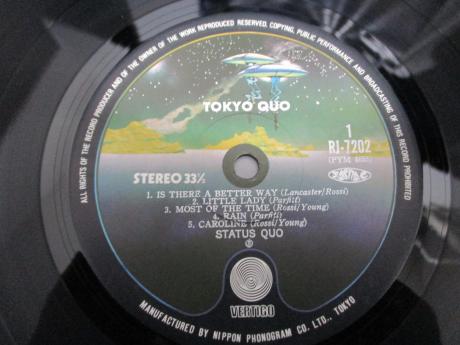 ALL RIGHTS OF THE RECORD PRODUCER AND OF THE OWNER OF THE WORK REPRODUCED RESERVED. COPYING, PUBLIC PERFORMANCE AND BROADCASTING OF THIS RECORD PROHIBITED
TOKYO QUO
1
RJ-7202
STEREO 33⅓
1. IS THERE A BETTER WAY (Lancaster/Rossi)
2. LITTLE LADY (Parfitt)
3. MOST OF THE TIME (Rossi/Young)
4. RAIN (Parfitt)
5. CAROLINE (Rossi/Young)
STATUS QUO
Ⓟ
VERTIGO
MANUFACTURED BY NIPPON PHONOGRAM CO. LTD., TOKYO